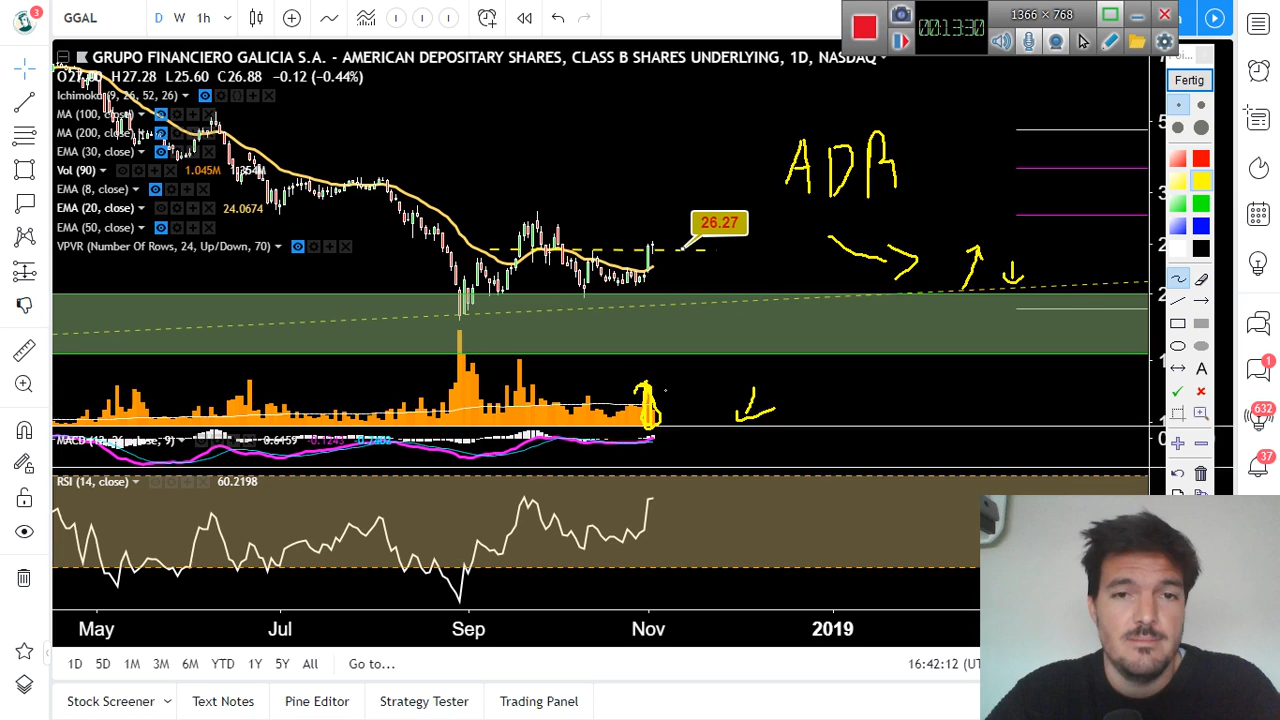 3
GGAL
D
W
1h
00:13:30
1366 × 768
GRUPO FINANCIERO GALICIA S.A. - AMERICAN DEPOSITARY SHARES, CLASS B SHARES UNDERLYING, 1D, NASDAQ
H27.28 L25.60 C26.88 -0.12 (-0.44%)
Ichimoku (9, 26, 52, 26)
MA (100, close)
MA (200, close)
EMA (30, close)
Vol (90) 1.045M
EMA (8, close)
EMA (20, close) 24.0674
EMA (50, close)
VPVR (Number Of Rows, 24, Up/Down, 70)
ADR
26.27
Fertig
A
1
632
37
RSI (14, close) 60.2198
May
Jul
Sep
Nov
2019
1D 5D 1M 3M 6M YTD 1Y 5Y All Go to...
16:42:12
Stock Screener
Text Notes
Pine Editor
Strategy Tester
Trading Panel